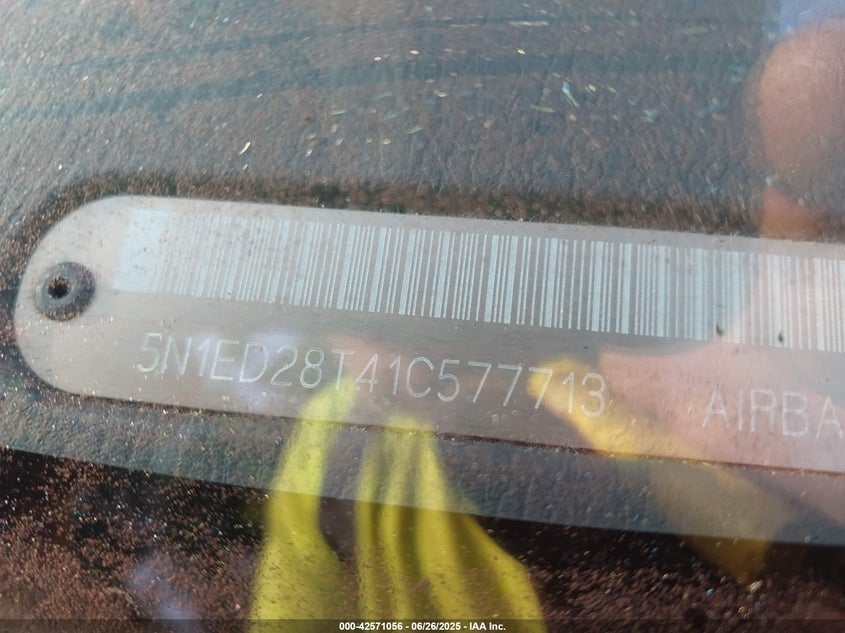 5N1ED28T41C577713 AIRBA
000-42571056 - 06/26/2025 - IAA Inc.